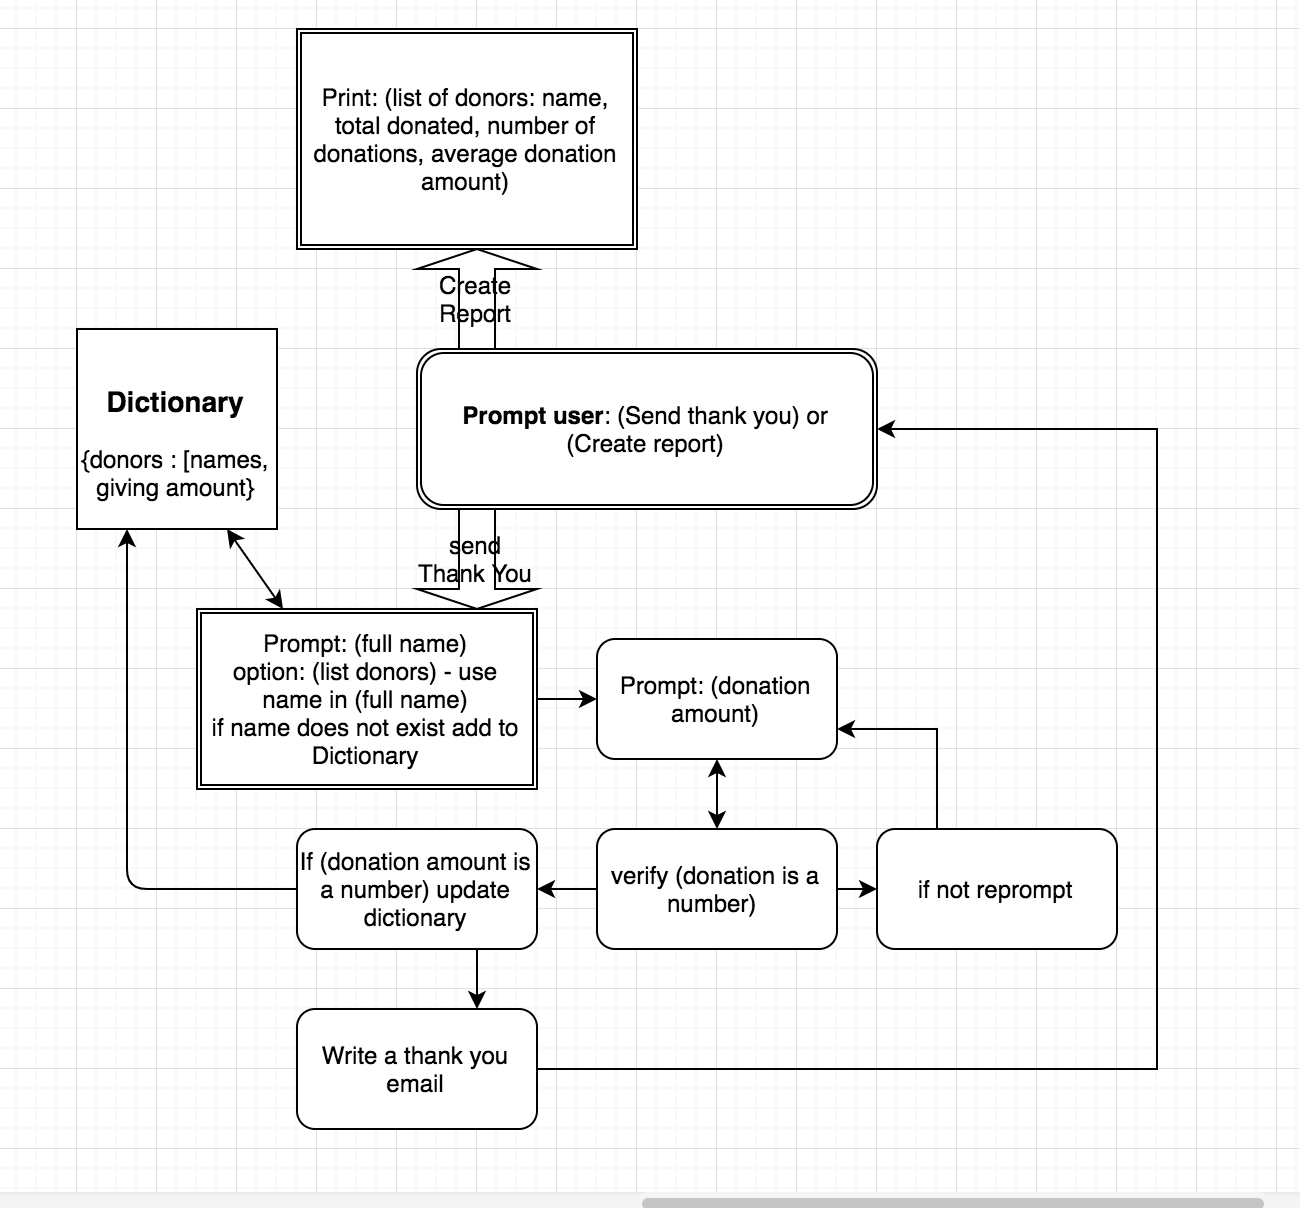 Print: (list of donors: name,
total donated, number of
donations, average donation
amount)
Create
Report
Dictionary
{donors : [names,
giving amount}
Prompt user: (Send thank you) or
(Create report)
send
Thank You
Prompt: (full name)
option: (list donors) - use
name in (full name)
if name does not exist add to
Dictionary
Prompt: (donation
amount)
If (donation amount is
a number) update
dictionary
verify (donation is a
number)
if not reprompt
Write a thank you
email